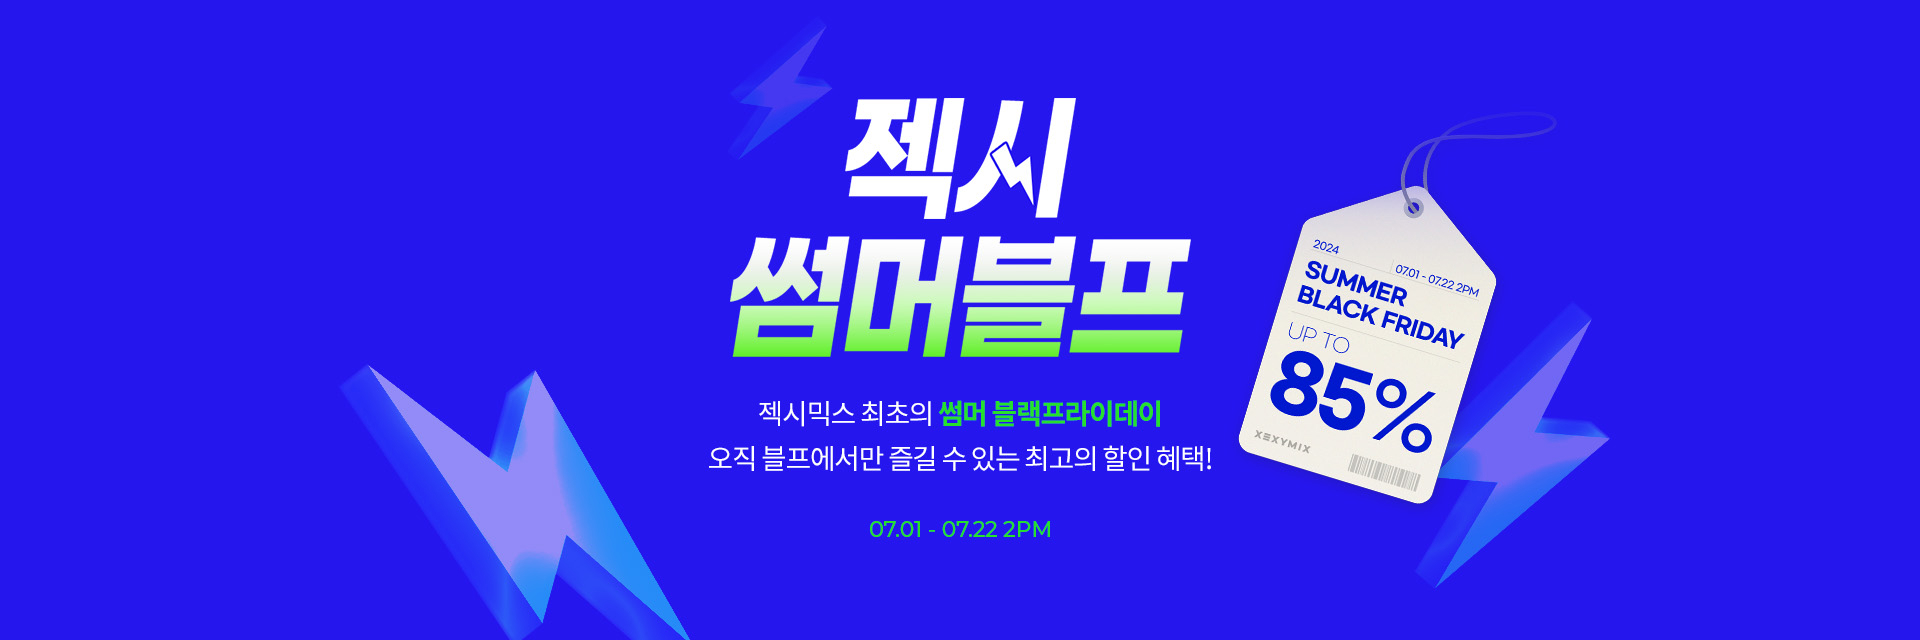 젝시
썸머블프
젝시믹스 최초의 썸머 블랙프라이데이
오직 블프에서만 즐길 수 있는 최고의 할인 혜택!
07.01 - 07.22 2PM
2024
07.01 - 07.22 2PM
SUMMER
BLACK FRIDAY
UP TO
85%
XEXYMIX